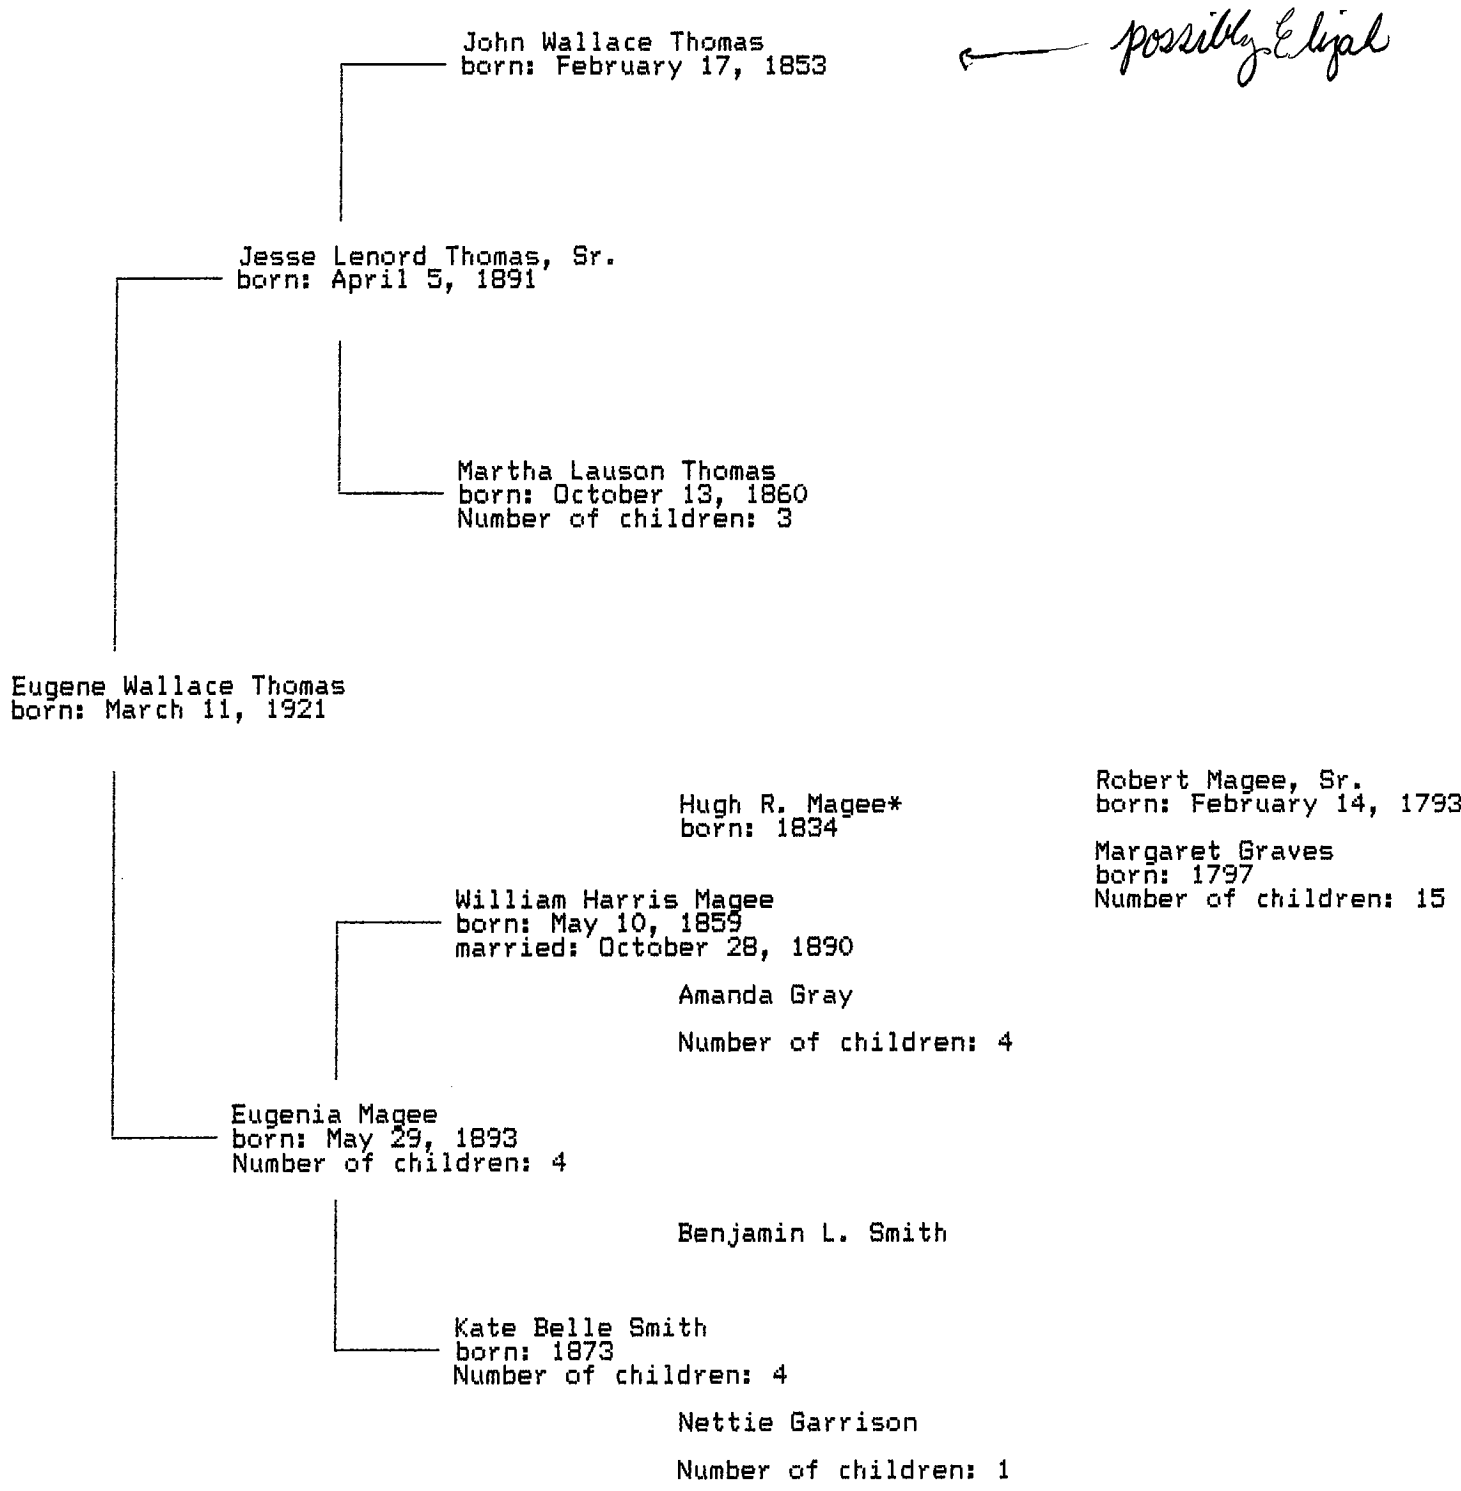 John Wallace Thomas
born: February 17, 1853
possibly Elijah
Jesse Lenord Thomas, Sr.
born: April 5, 1891
Martha Lauson Thomas
born: October 13, 1860
Number of children: 3
Eugene Wallace Thomas
born: March 11, 1921
Robert Magee, Sr.
born: February 14, 1793
Hugh R. Magee*
born: 1834
Margaret Graves
born: 1797
Number of children: 15
William Harris Magee
born: May 10, 1859
married: October 28, 1890
Amanda Gray
Number of children: 4
Eugenia Magee
born: May 29, 1893
Number of children: 4
Benjamin L. Smith
Kate Belle Smith
born: 1873
Number of children: 4
Nettie Garrison
Number of children: 1